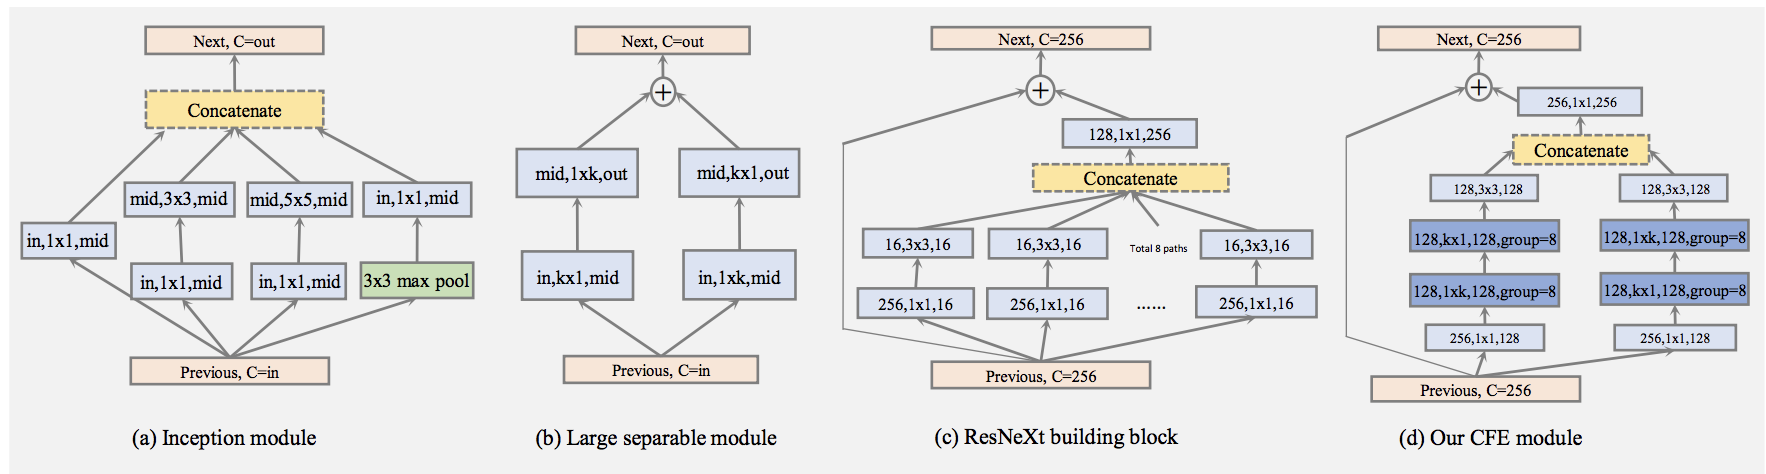 Next, C=out
Concatenate
mid,3x3,mid
mid,5x5,mid
in,1x1,mid
in,1x1,mid
in,1x1,mid
in,1x1,mid
3x3 max pool
Previous, C=in
(a) Inception module
Next, C=out
+
mid,1xk,out
mid,kx1,out
in,kx1,mid
in,1xk,mid
Previous, C=in
(b) Large separable module
Next, C=256
+
128,1x1,256
Concatenate
16,3x3,16
16,3x3,16
Total 8 paths
16,3x3,16
256,1x1,16
256,1x1,16
......
256,1x1,16
Previous, C=256
(c) ResNeXt building block
Next, C=256
+
256,1x1,256
Concatenate
128,3x3,128
128,3x3,128
128,kx1,128,group=8
128,1xk,128,group=8
128,1xk,128,group=8
128,kx1,128,group=8
256,1x1,128
256,1x1,128
Previous, C=256
(d) Our CFE module